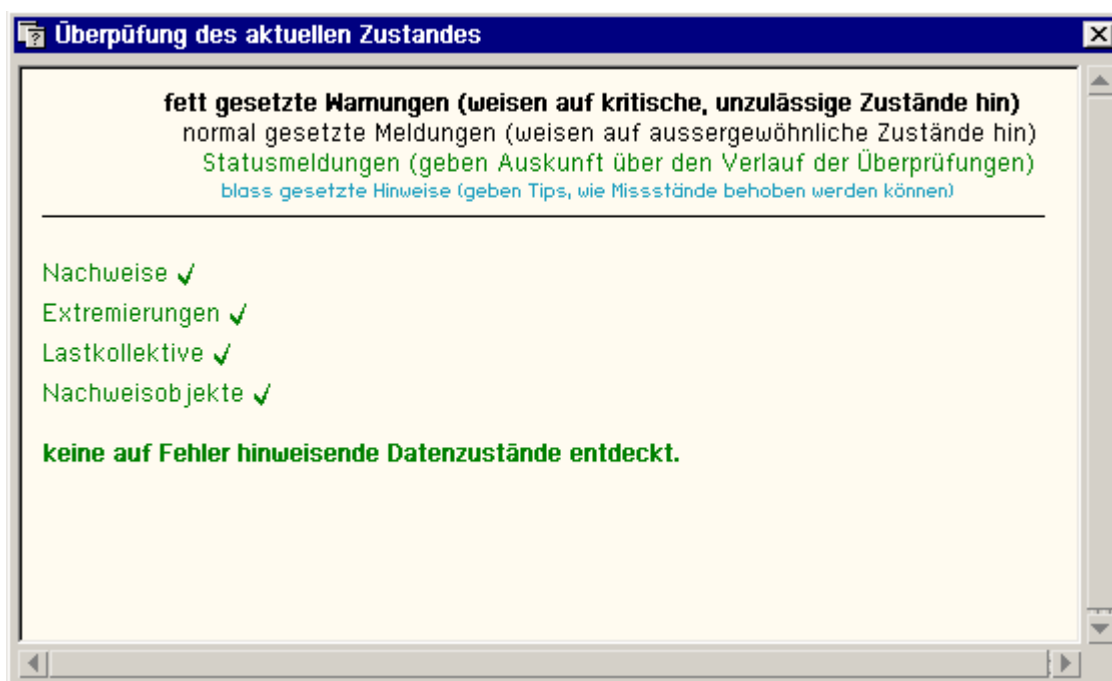 Überpüfung des aktuellen Zustandes
fett gesetzte Warnungen (weisen auf kritische, unzulässige Zustände hin)
normal gesetzte Meldungen (weisen auf aussergewöhnliche Zustände hin)
Statusmeldungen (geben Auskunft über den Verlauf der Überprüfungen)
blass gesetzte Hinweise (geben Tips, wie Missstände behoben werden können)
Nachweise ✓
Extremierungen ✓
Lastkollektive ✓
Nachweisobjekte ✓
keine auf Fehler hinweisende Datenzustände entdeckt.